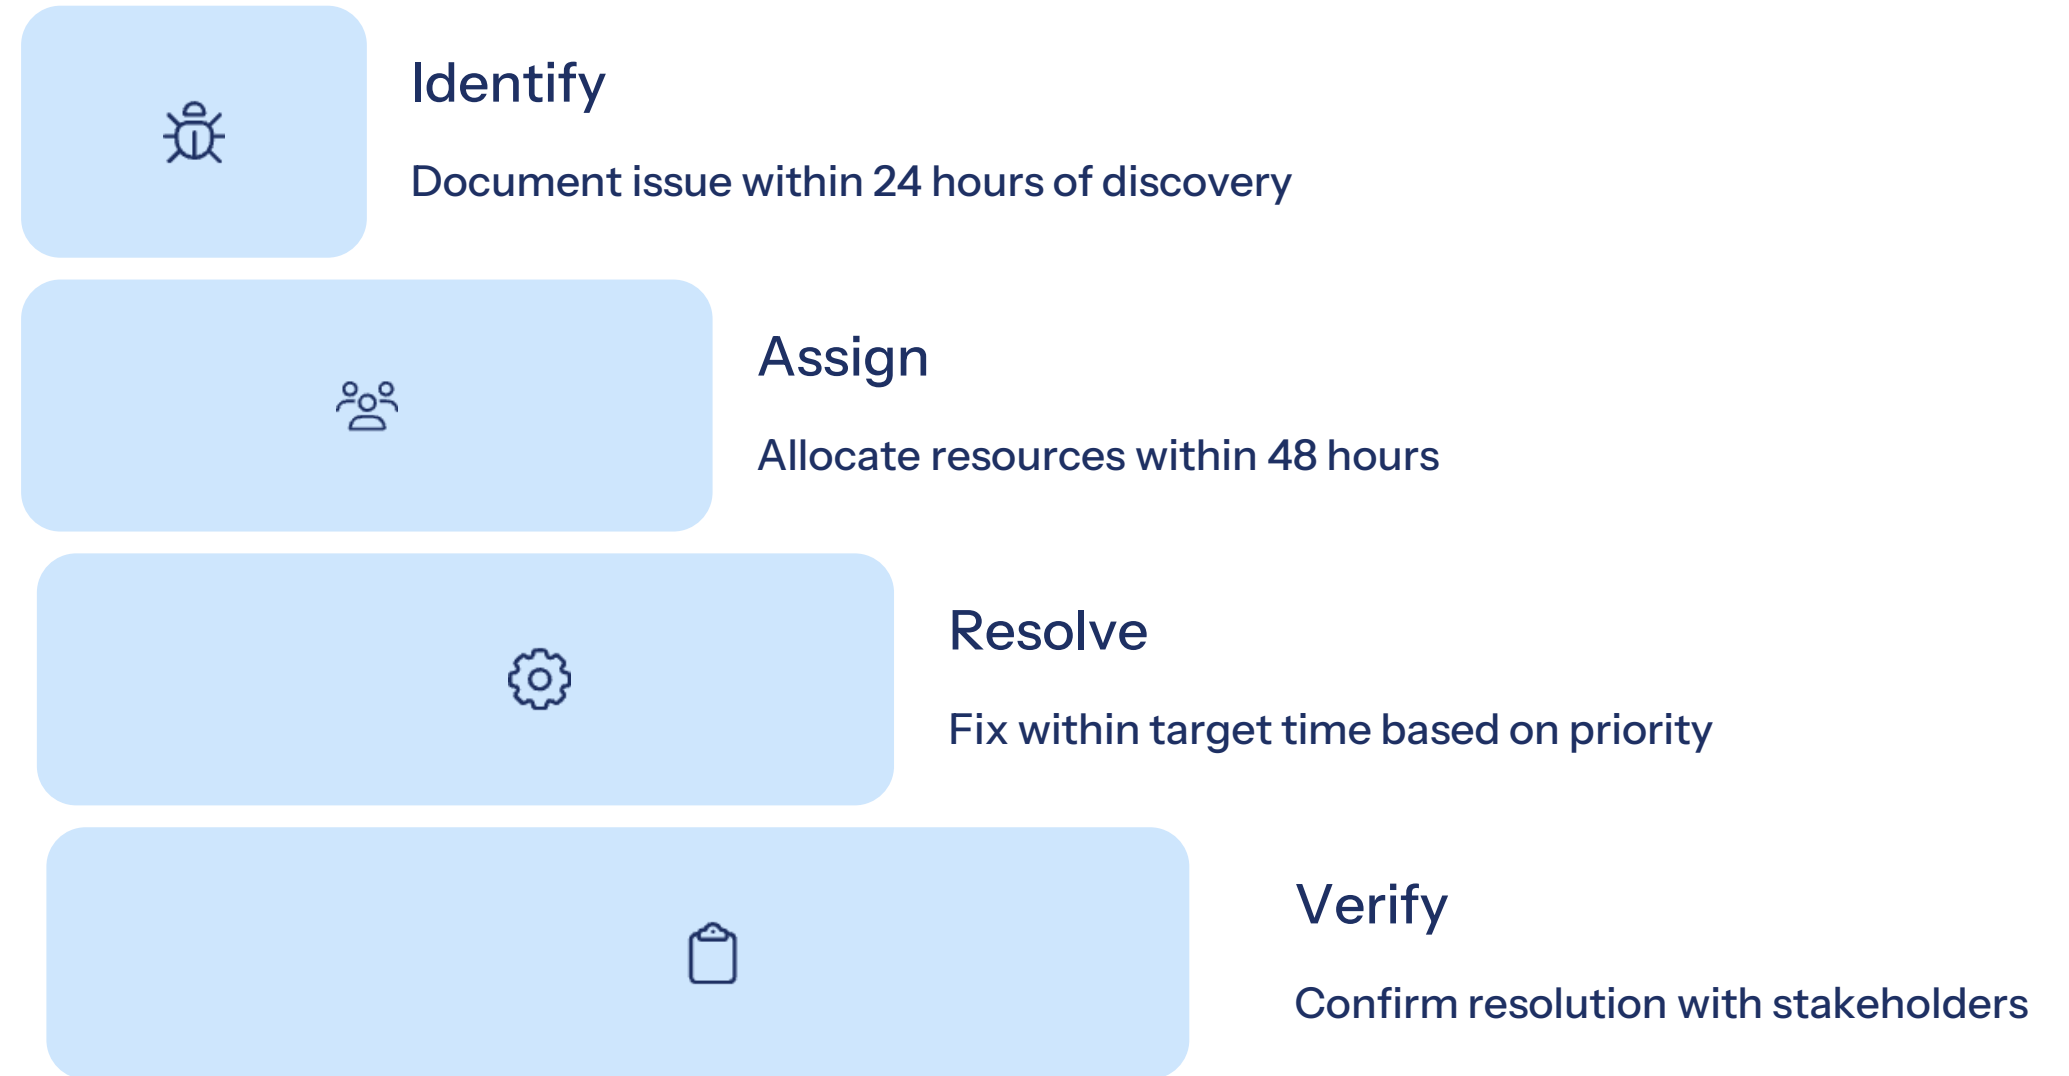 Identify
Document issue within 24 hours of discovery
Assign
Allocate resources within 48 hours
Resolve
Fix within target time based on priority
Verify
Confirm resolution with stakeholders